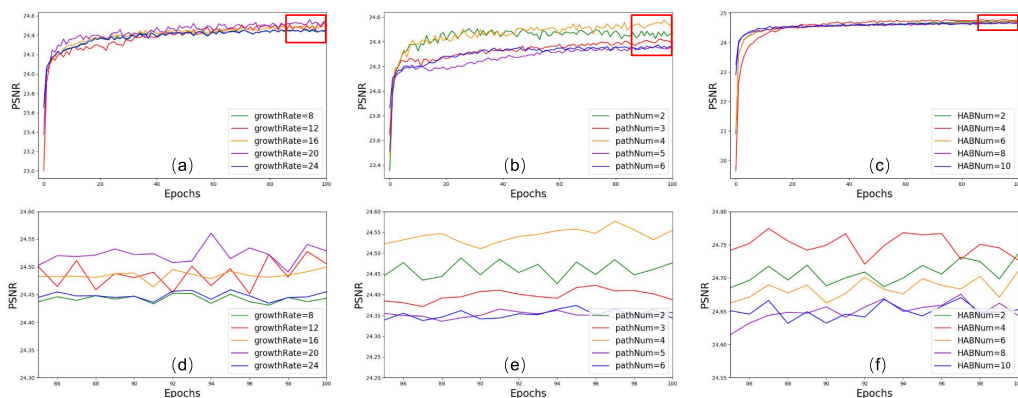 PSNR
24.6
24.4
24.2
24.0
23.8
23.6
23.4
23.2
23.0
0
20
40
60
80
100
Epochs
growthRate=8
growthRate=12
growthRate=16
growthRate=20
growthRate=24
(a)
PSNR
24.6
24.4
24.2
24.0
23.8
23.6
23.4
0
20
40
60
80
100
Epochs
pathNum=2
pathNum=3
pathNum=4
pathNum=5
pathNum=6
(b)
PSNR
25
24
23
22
21
20
0
20
40
60
80
100
Epochs
HABNum=2
HABNum=4
HABNum=6
HABNum=8
HABNum=10
(c)
PSNR
24.60
24.55
24.50
24.45
24.40
24.35
24.30
86
88
90
92
94
96
98
100
growthRate=8
growthRate=12
growthRate=16
growthRate=20
growthRate=24
(d)
PSNR
24.60
24.55
24.50
24.45
24.40
24.35
24.30
24.25
24.20
86
88
90
92
94
96
98
100
pathNum=2
pathNum=3
pathNum=4
pathNum=5
pathNum=6
(e)
PSNR
24.80
24.75
24.70
24.65
24.60
24.55
86
88
90
92
94
96
98
100
HABNum=2
HABNum=4
HABNum=6
HABNum=8
HABNum=10
(f)